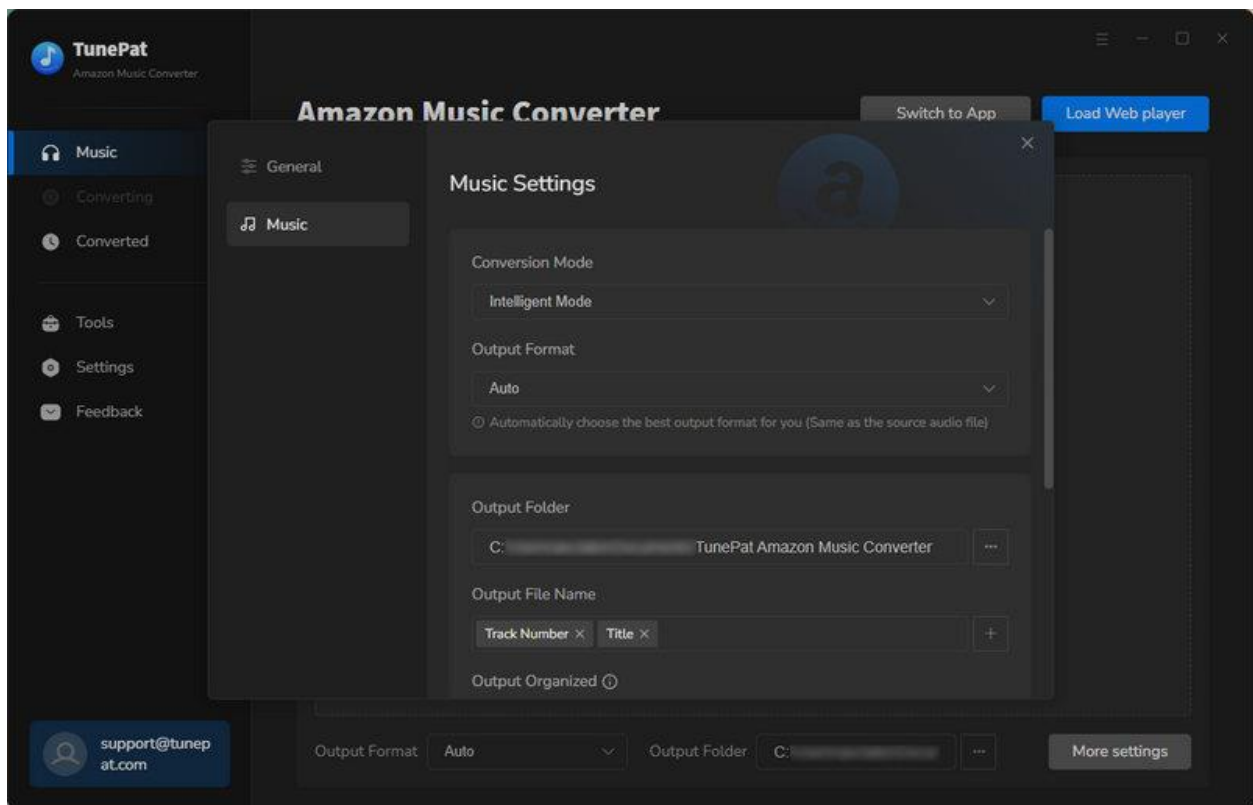 TunePat
Amazon Music Converter
Amazon Music Converter
Switch to App
Load Web player
Music
Converting
Converted
Tools
Settings
Feedback
General
Music
Music Settings
Conversion Mode
Intelligent Mode
Output Format
Auto
Automatically choose the best output format for you (Same as the source audio file)
Output Folder
C: TunePat Amazon Music Converter
...
Output File Name
Track Number × Title ×
+
Output Organized
support@tunep
at.com
Output Format Auto Output Folder C: ...
More settings